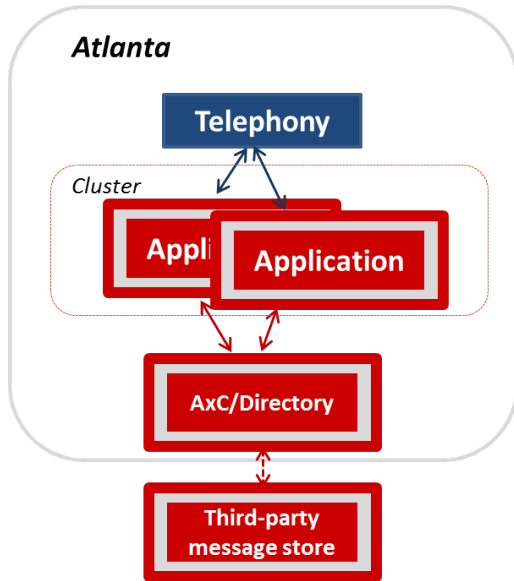 Atlanta
Telephony
Cluster
Appli
Application
AxC/Directory
Third-party
message store